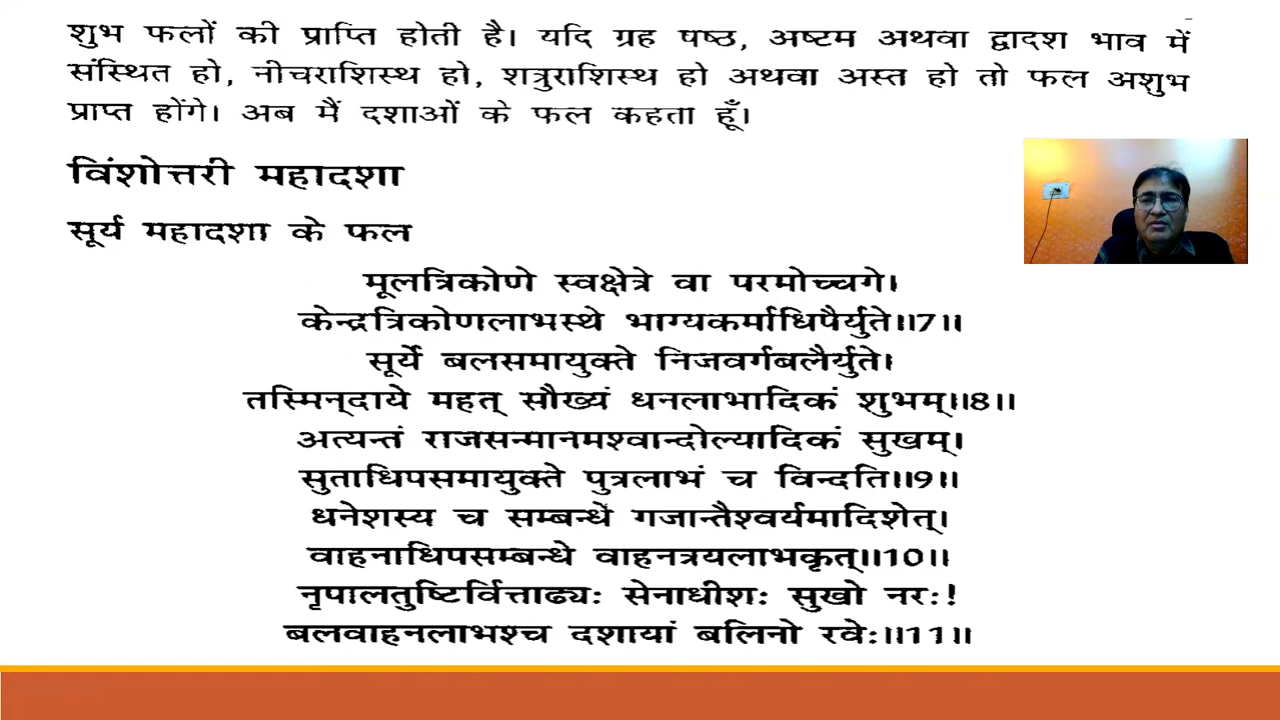 शुभ फलों की प्राप्ति होती है। यदि ग्रह षष्ठ, अष्टम अथवा द्वादश भाव में
संस्थित हो, नीचराशिस्थ हो, शत्रुराशिस्थ हो अथवा अस्त हो तो फल अशुभ
प्राप्त होंगे। अब मैं दशाओं के फल कहता हूँ।
विंशोत्तरी महादशा
सूर्य महादशा के फल
मूलत्रिकोणे स्वक्षेत्रे वा परमोच्चगे।
केन्द्रत्रिकोणलाभस्थे भाग्यकर्माधिपैर्युते।।7।।
सूर्ये बलसमायुक्ते निजवर्गबलैर्युते।
तस्मिन्दाये महत् सौख्यं धनलाभादिकं शुभम्।।8।।
अत्यन्तं राजसन्मानमश्वान्दोल्यादिकं सुखम्।
सुताधिपसमायुक्ते पुत्रलाभं च विन्दति।।9।।
धनेशस्य च सम्बन्धे गजान्तैश्वर्यमादिशेत्।
वाहनाधिपसम्बन्धे वाहनत्रयलाभकृत्।।10।।
नृपालतुष्टिर्वित्ताढ्यः सेनाधीशः सुखो नरः!
बलवाहनलाभश्च दशायां बलिनो रवेः।।11।।